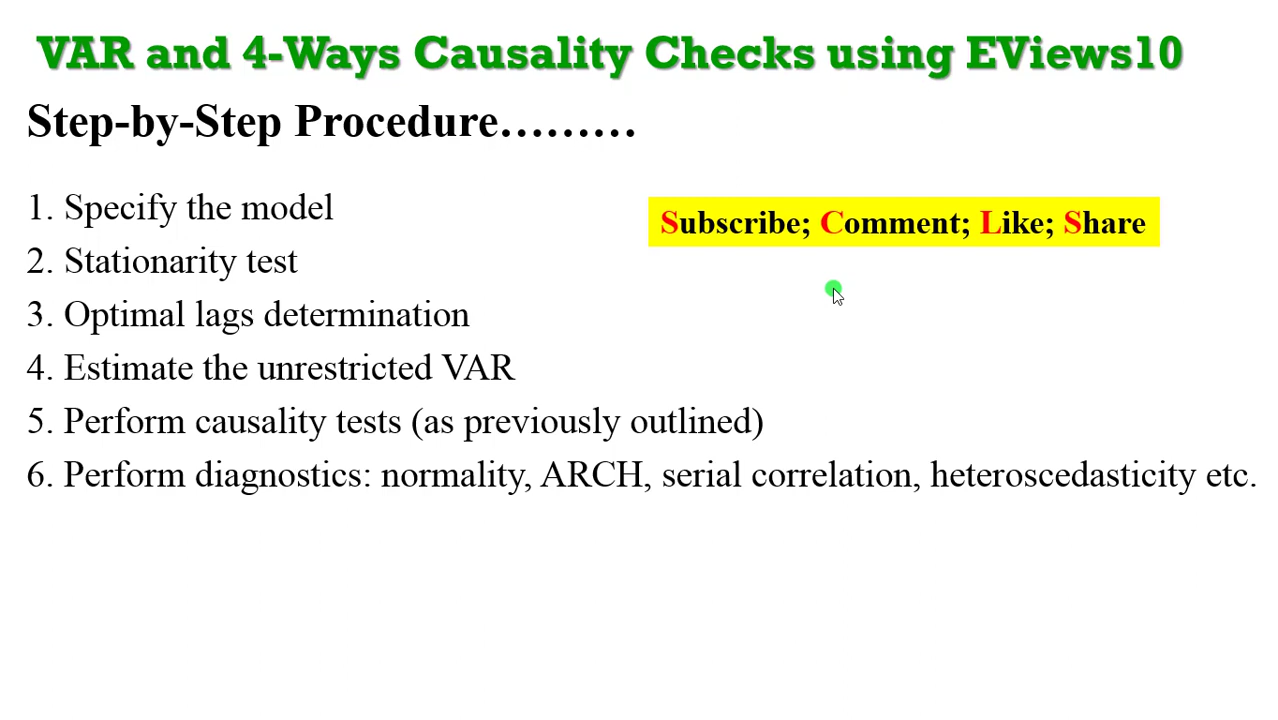 VAR and 4-Ways Causality Checks using EViews10
Step-by-Step Procedure………
1. Specify the model
Subscribe; Comment; Like; Share
2. Stationarity test
3. Optimal lags determination
4. Estimate the unrestricted VAR
5. Perform causality tests (as previously outlined)
6. Perform diagnostics: normality, ARCH, serial correlation, heteroscedasticity etc.